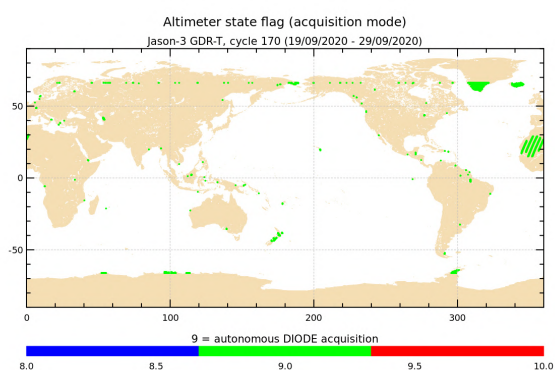 Altimeter state flag (acquisition mode)
Jason-3 GDR-T, cycle 170 (19/09/2020 - 29/09/2020)
50
0
-50
0 100 200 300
9 = autonomous DIODE acquisition
8.0 8.5 9.0 9.5 10.0